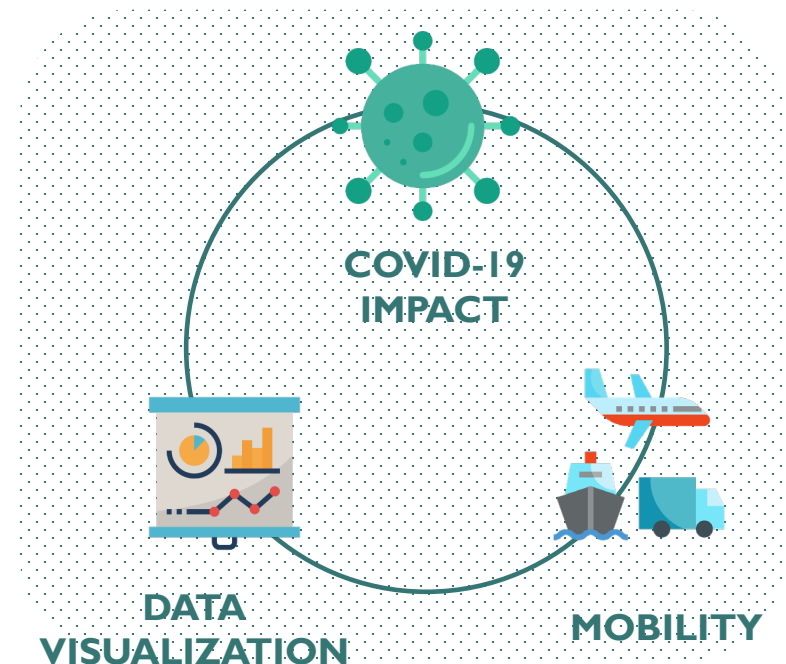 COVID-19
IMPACT
DATA
VISUALIZATION
MOBILITY